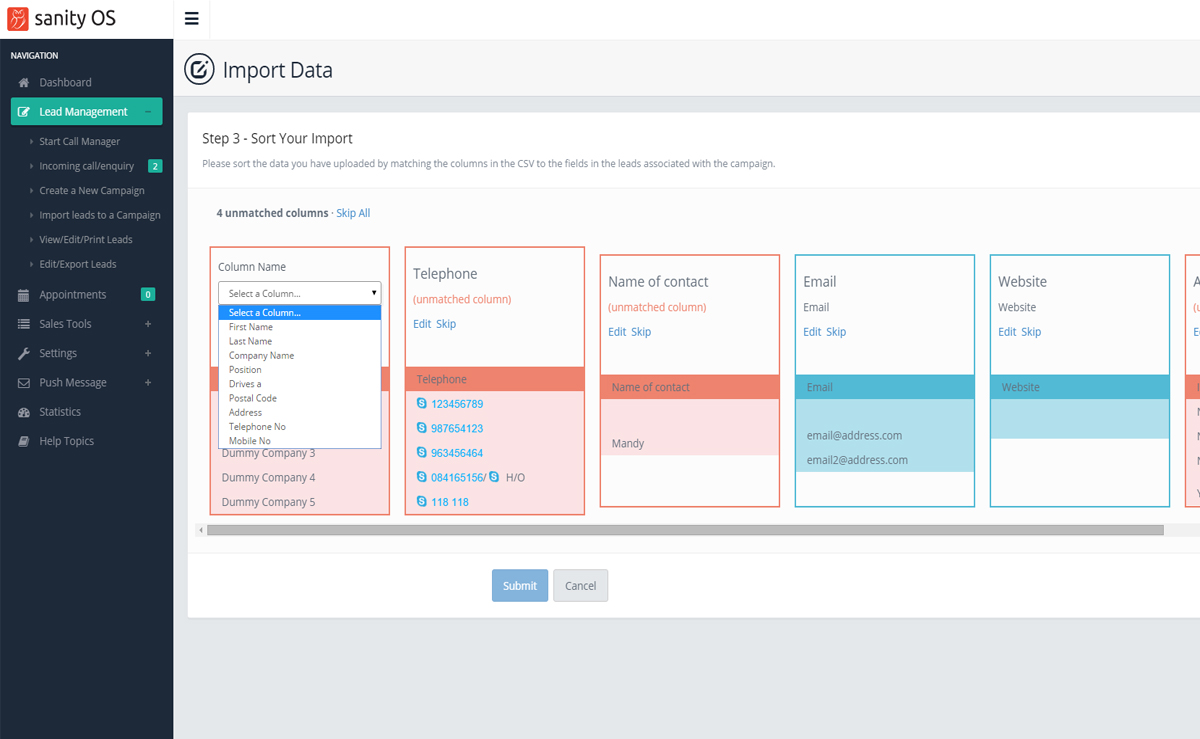 sanity OS
NAVIGATION
Dashboard
Lead Management
Start Call Manager
Incoming call/enquiry 2
Create a New Campaign
Import leads to a Campaign
View/Edit/Print Leads
Edit/Export Leads
Appointments 0
Sales Tools +
Settings +
Push Message +
Statistics
Help Topics
Import Data
Step 3 - Sort Your Import
Please sort the data you have uploaded by matching the columns in the CSV to the fields in the leads associated with the campaign.
4 unmatched columns · Skip All
Column Name
Select a Column...
Select a Column...
First Name
Last Name
Company Name
Position
Drives a
Postal Code
Address
Telephone No
Mobile No
Dummy Company 3
Dummy Company 4
Dummy Company 5
Telephone
(unmatched column)
Edit Skip
Telephone
123456789
987654123
963456464
084165156/ H/O
118 118
Name of contact
(unmatched column)
Edit Skip
Name of contact
Mandy
Email
Email
Edit Skip
Email
email@address.com
email2@address.com
Website
Website
Edit Skip
Website
Submit Cancel